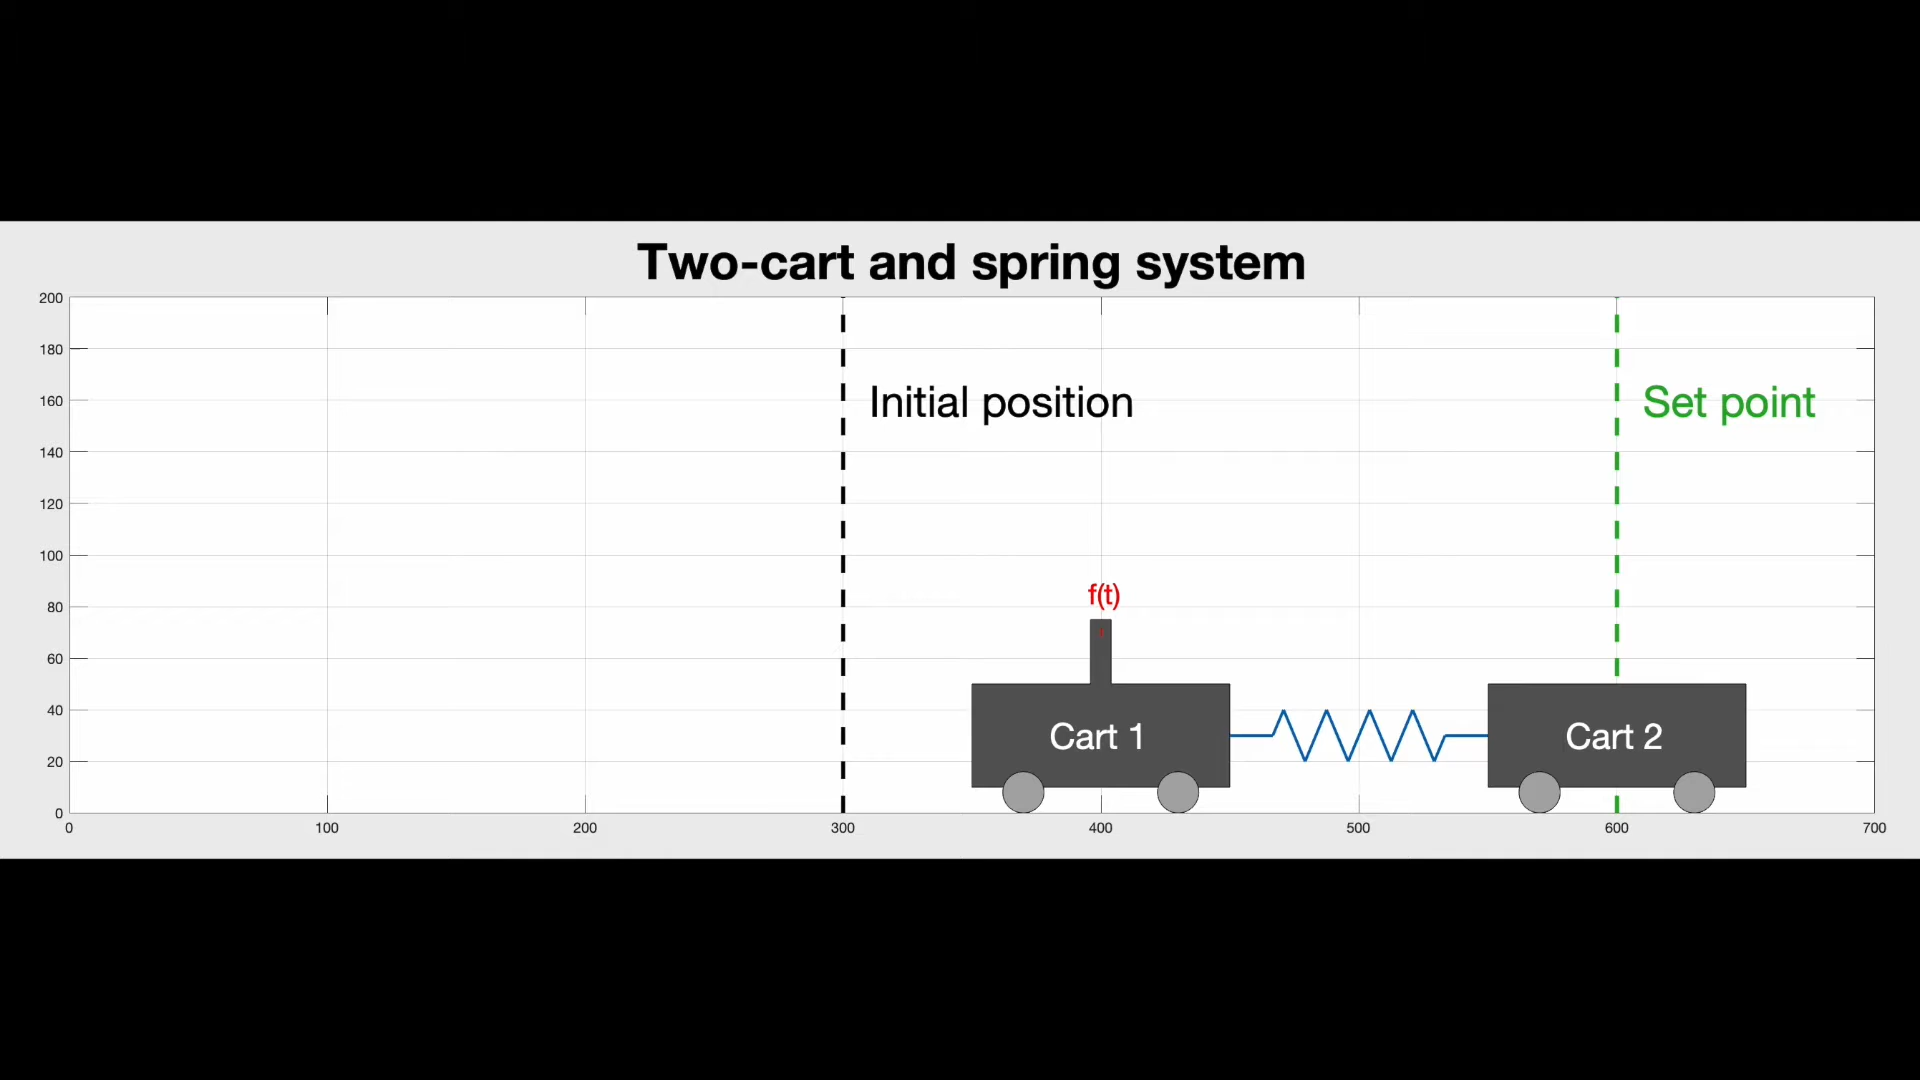 Two-cart and spring system
200
180
160
140
120
100
80
60
40
20
0
Initial position
Set point
f(t)
Cart 1
Cart 2
0 100 200 300 400 500 600 700